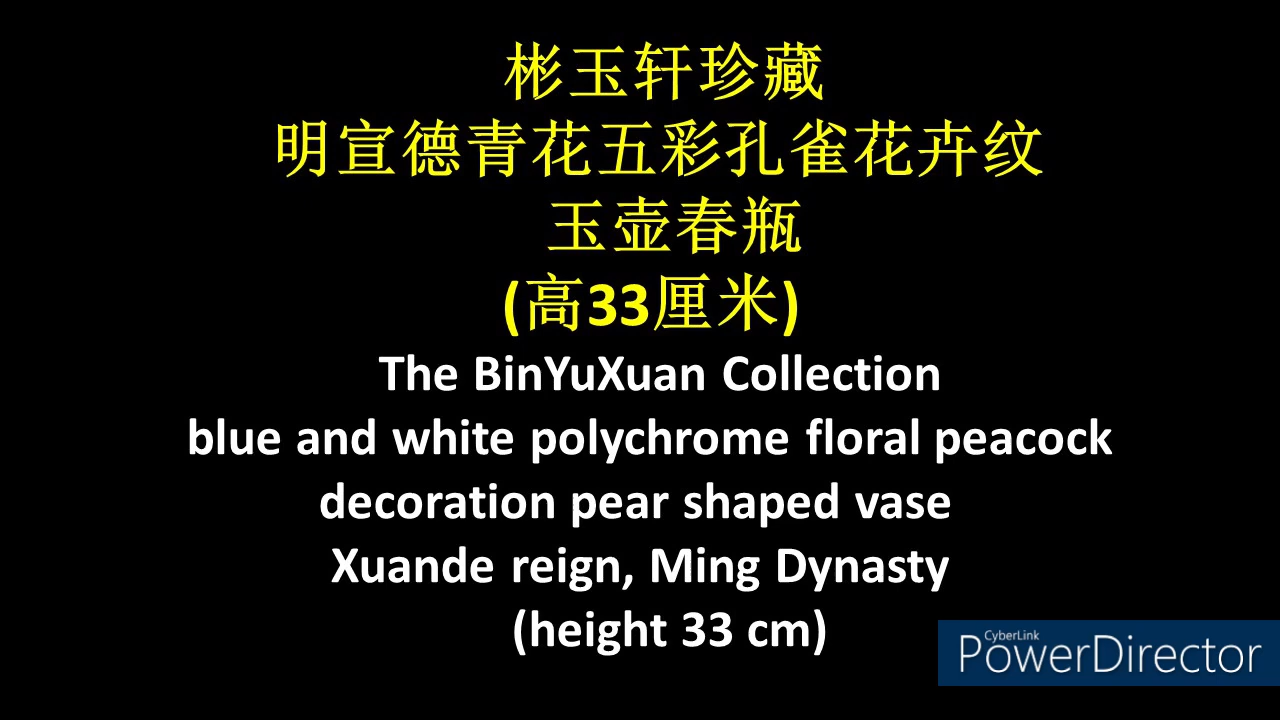 彬玉轩珍藏
明宣德青花五彩孔雀花卉纹
玉壶春瓶
(高33厘米)
The BinYuXuan Collection
blue and white polychrome floral peacock
decoration pear shaped vase
Xuande reign, Ming Dynasty
(height 33 cm)
CyberLink
PowerDirector